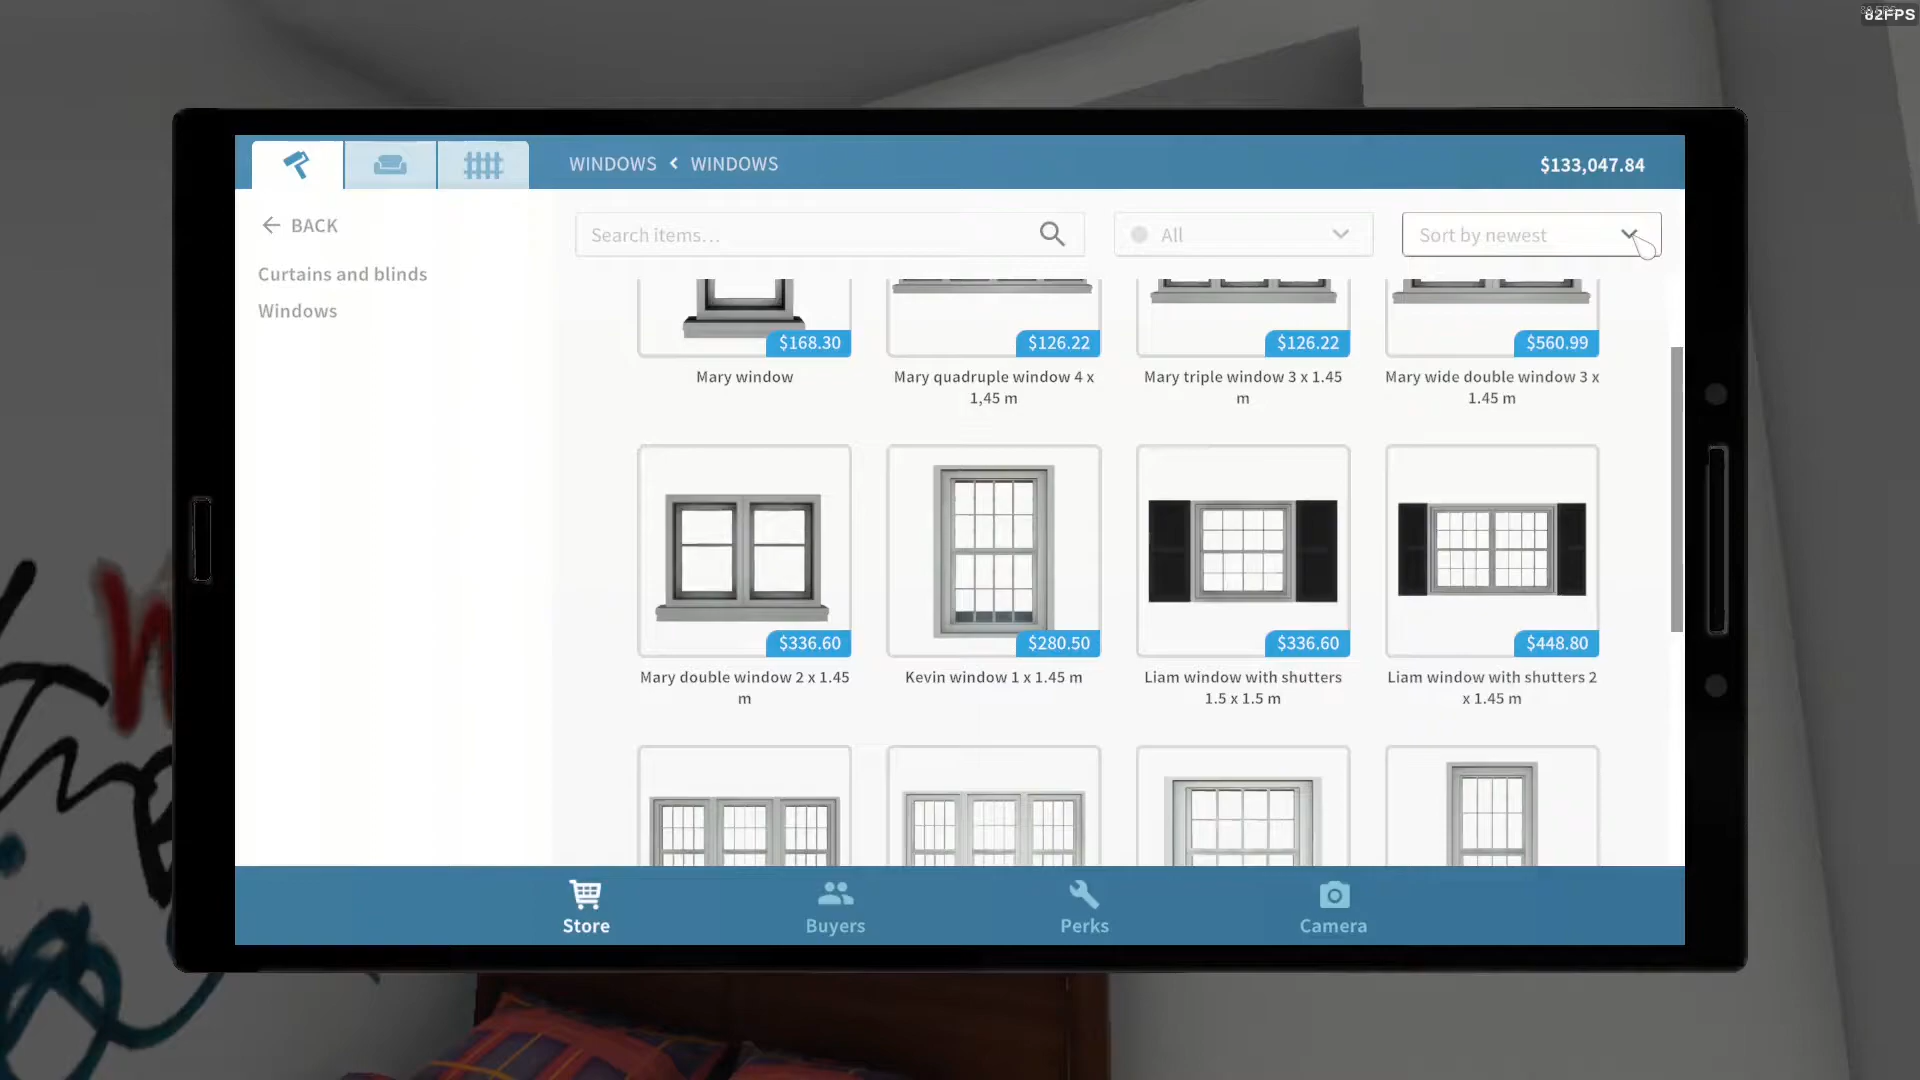 82FPS
WINDOWS < WINDOWS
$133,047.84
BACK
Search items...
All
Sort by newest
Curtains and blinds
Windows
$168.30
$126.22
$126.22
$560.99
Mary window
Mary quadruple window 4 x
1,45 m
Mary triple window 3 x 1.45
m
Mary wide double window 3 x
1.45 m
$336.60
$280.50
$336.60
$448.80
Mary double window 2 x 1.45
m
Kevin window 1 x 1.45 m
Liam window with shutters
1.5 x 1.5 m
Liam window with shutters 2
x 1.45 m
Store
Buyers
Perks
Camera